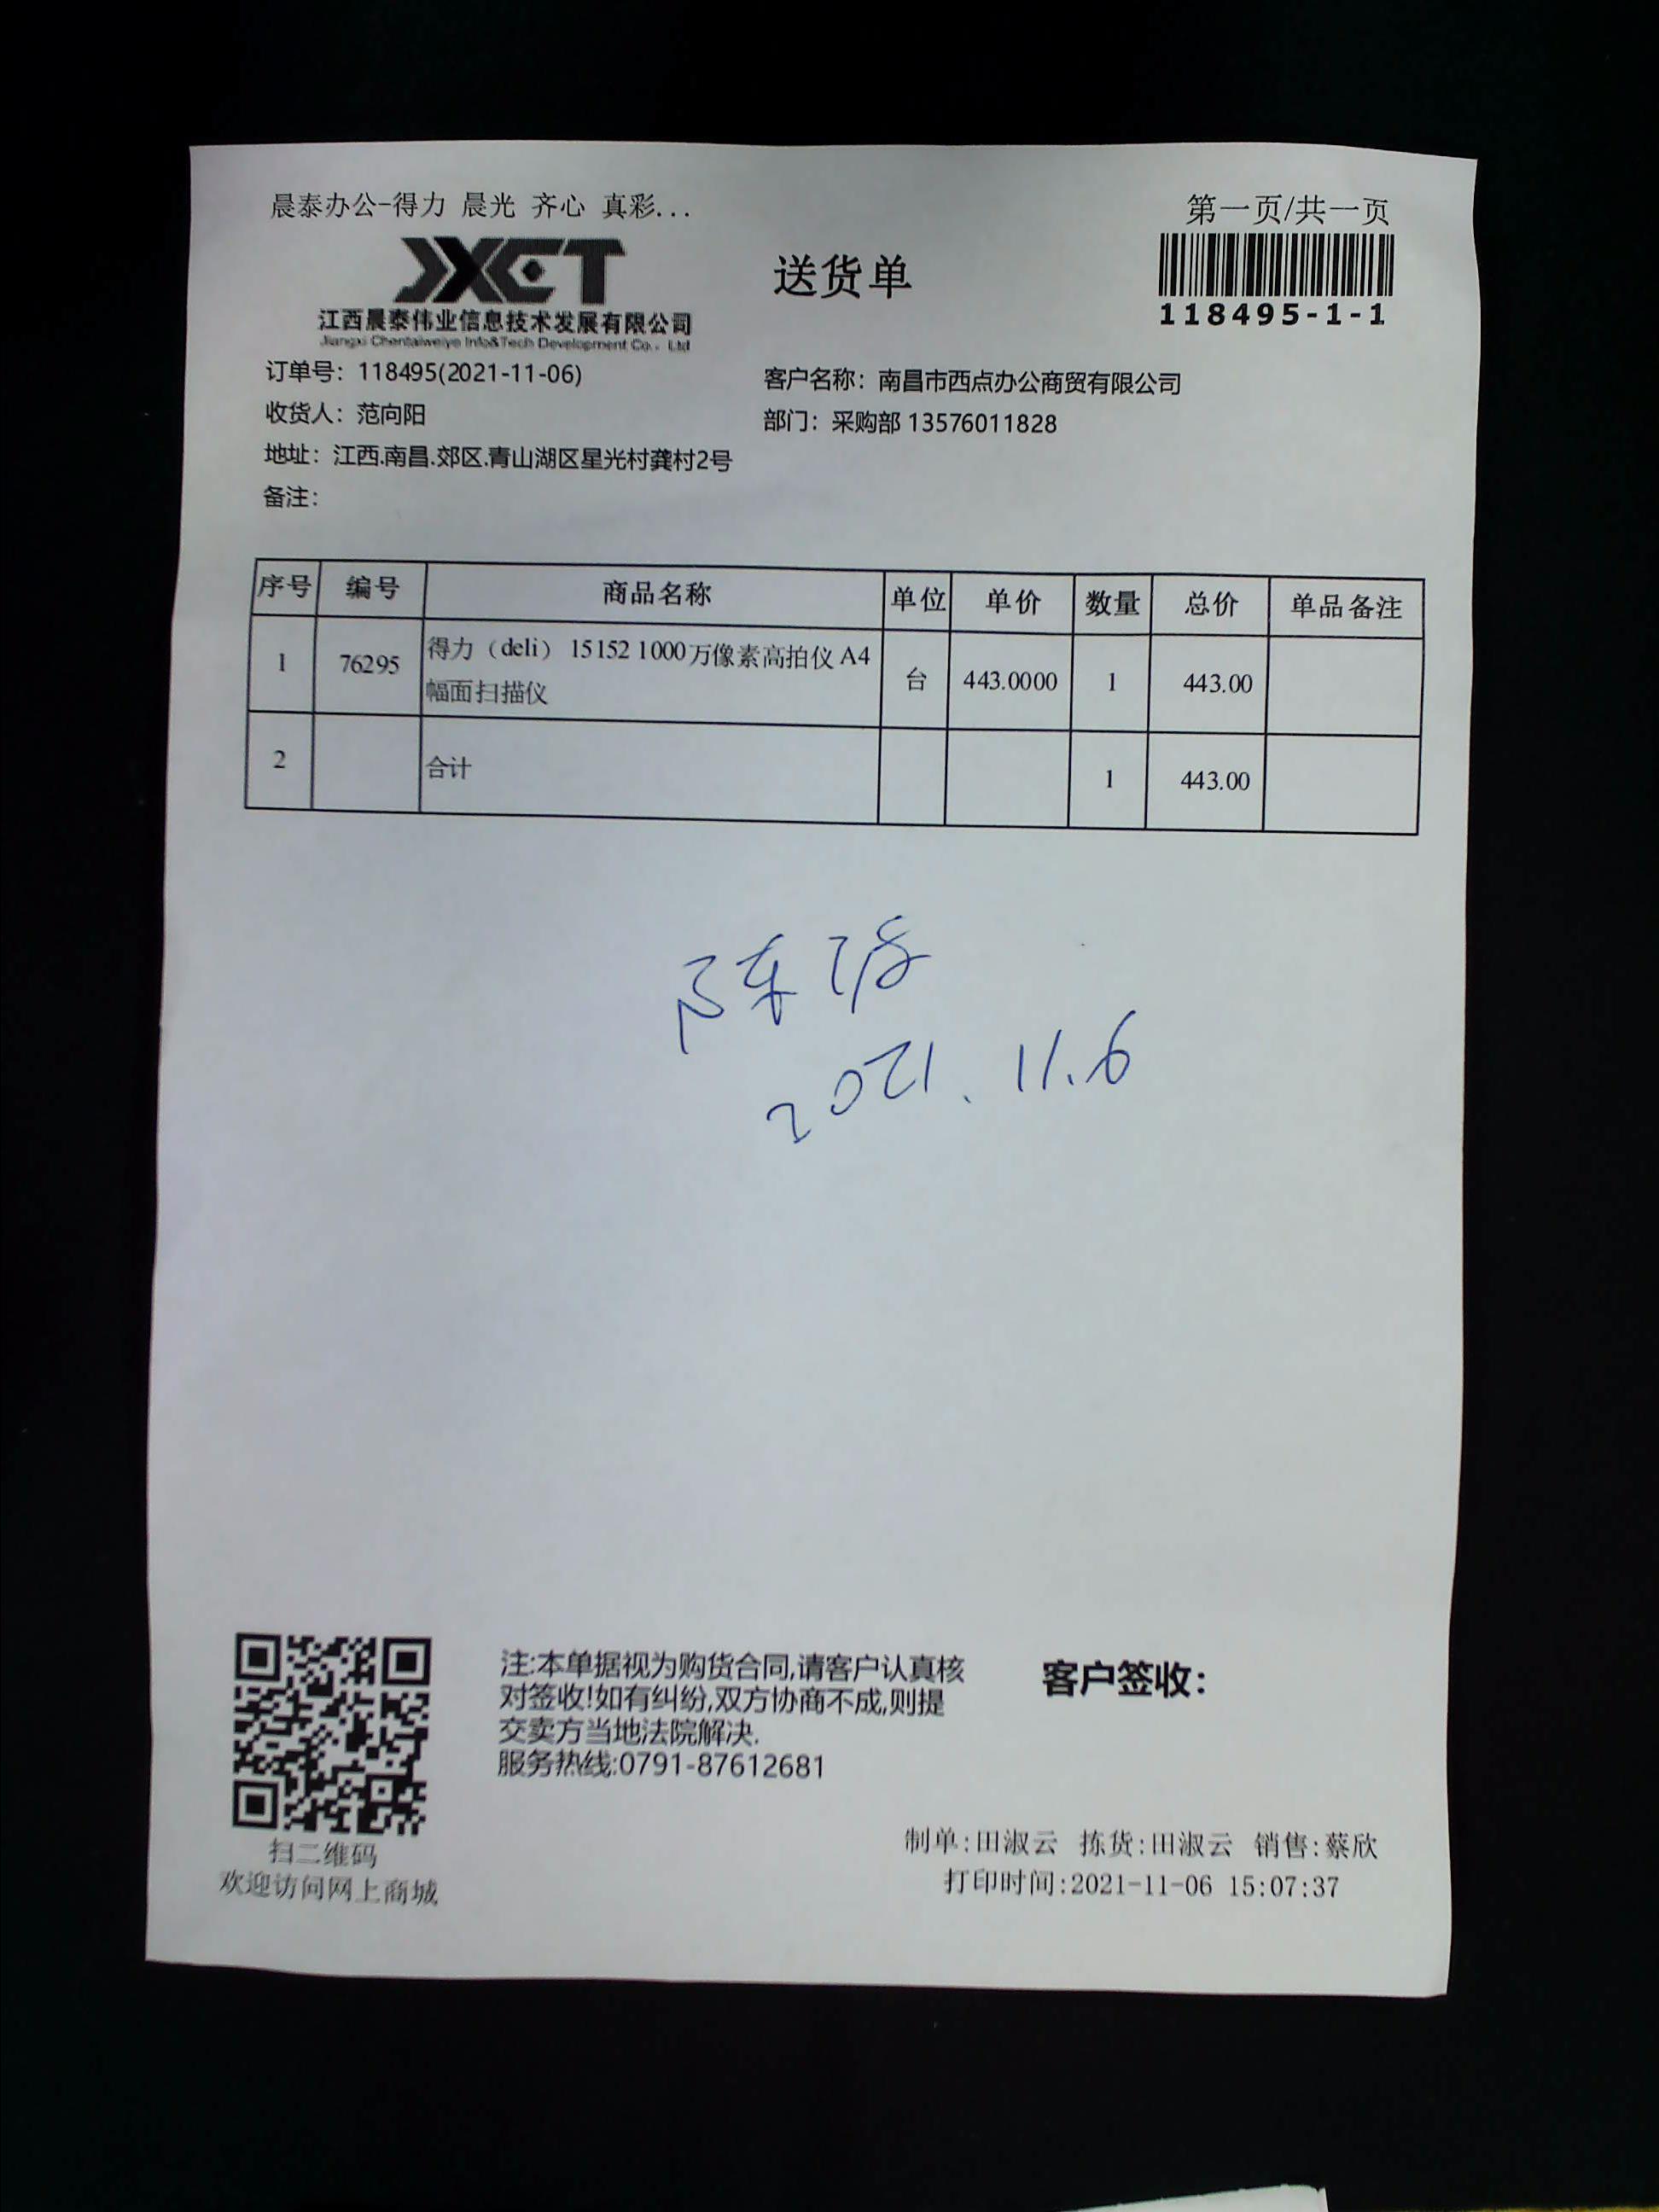 晨泰办公-得力 晨光 齐心 真彩...
第一页/共一页
JXCT
送货单
118495-1-1
江西晨泰伟业信息技术发展有限公司
Jiangxi Chentaiweiye Info&Tech Development Co., Ltd
订单号：118495(2021-11-06)
客户名称：南昌市西点办公商贸有限公司
收货人：范向阳
部门：采购部 13576011828
地址：江西.南昌.郊区.青山湖区星光村龚村2号
备注：
序号 编号 商品名称 单位 单价 数量 总价 单品备注
1 76295 得力（deli） 15152 1000万像素高拍仪 A4 台 443.0000 1 443.00
幅面扫描仪
2 合计 1 443.00
陈
2021.11.6
注:本单据视为购货合同,请客户认真核
对签收!如有纠纷,双方协商不成,则提
交卖方当地法院解决.
服务热线:0791-87612681
客户签收：
扫二维码
欢迎访问网上商城
制单:田淑云 拣货:田淑云 销售:蔡欣
打印时间:2021-11-06 15:07:37